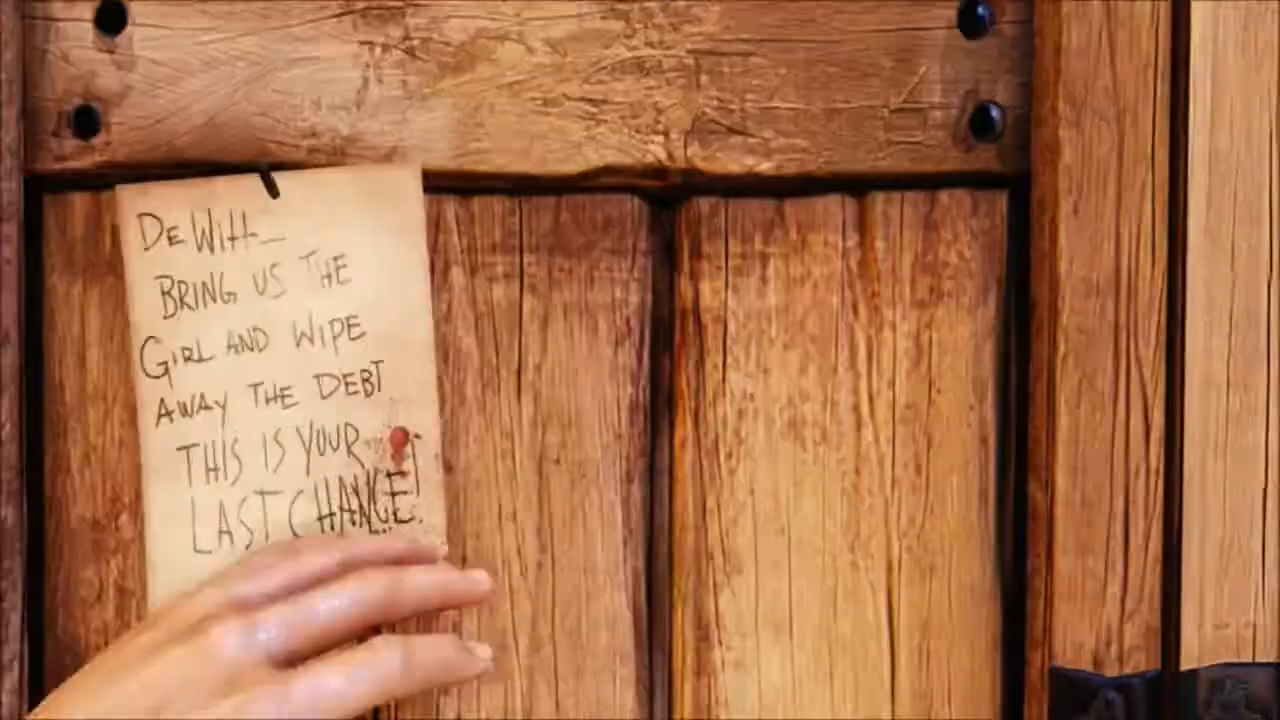 DeWitt—
BRING US THE
GIRL AND WIPE
AWAY THE DEBT
THIS IS YOUR
LAST CHANCE!